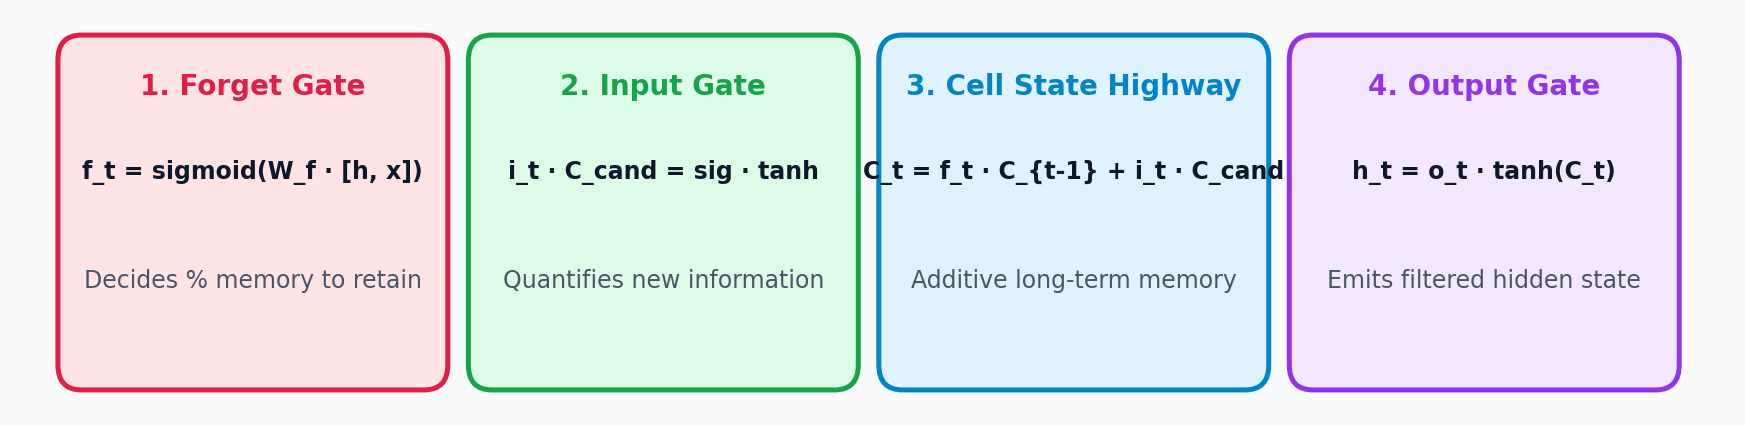 1. Forget Gate
f_t = sigmoid(W_f · [h, x])
Decides % memory to retain
2. Input Gate
i_t · C_cand = sig · tanh
Quantifies new information
3. Cell State Highway
C_t = f_t · C_{t-1} + i_t · C_cand
Additive long-term memory
4. Output Gate
h_t = o_t · tanh(C_t)
Emits filtered hidden state